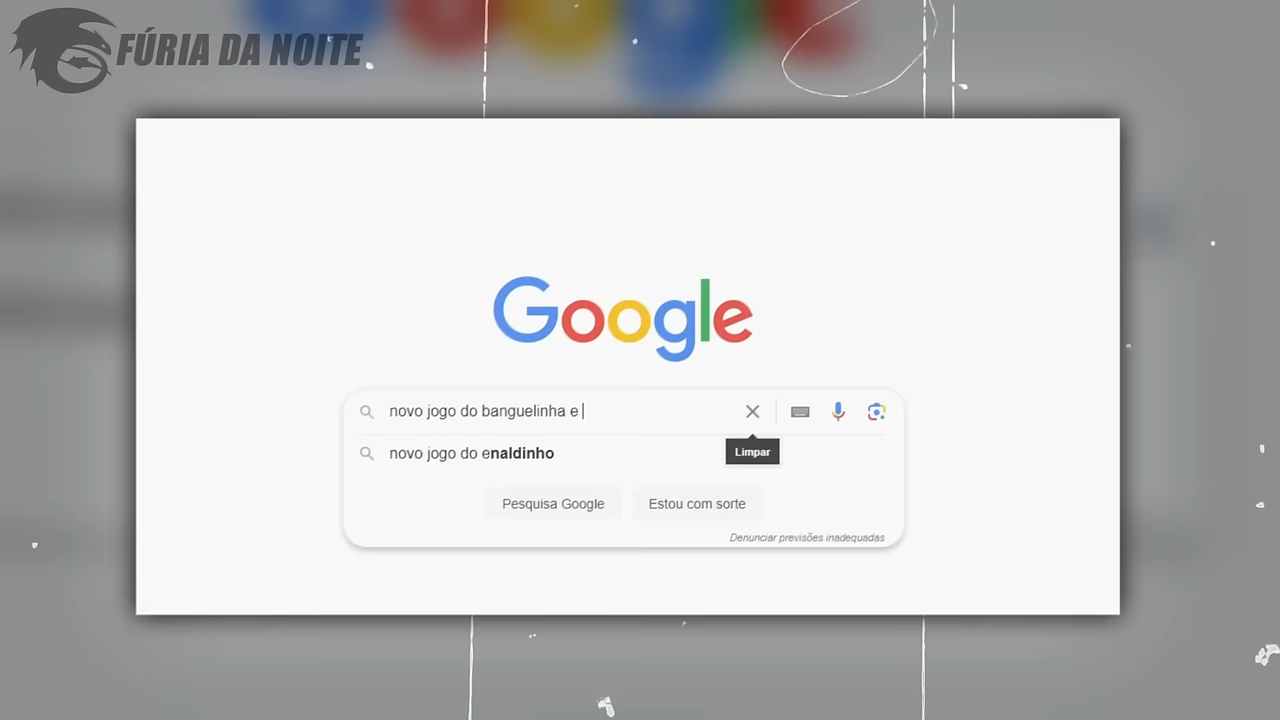 FÚRIA DA NOITE
Google
novo jogo do banguelinha e
Limpar
novo jogo do enaldinho
Pesquisa Google
Estou com sorte
Denunciar previsões inadequadas